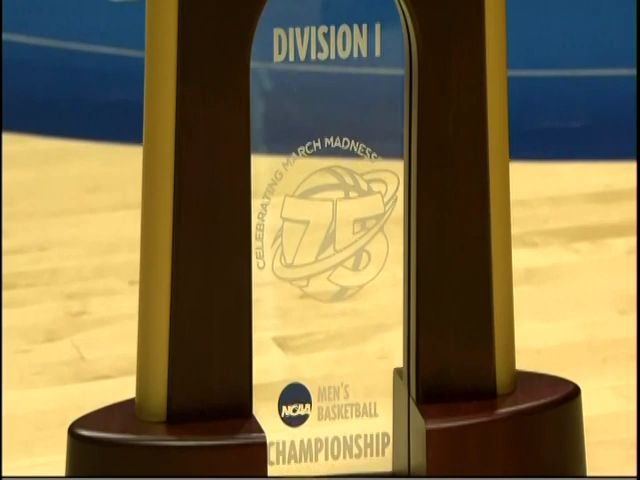 DIVISION I
CELEBRATING MARCH MADNESS
75
NCAA
MEN'S
BASKETBALL
CHAMPIONSHIP